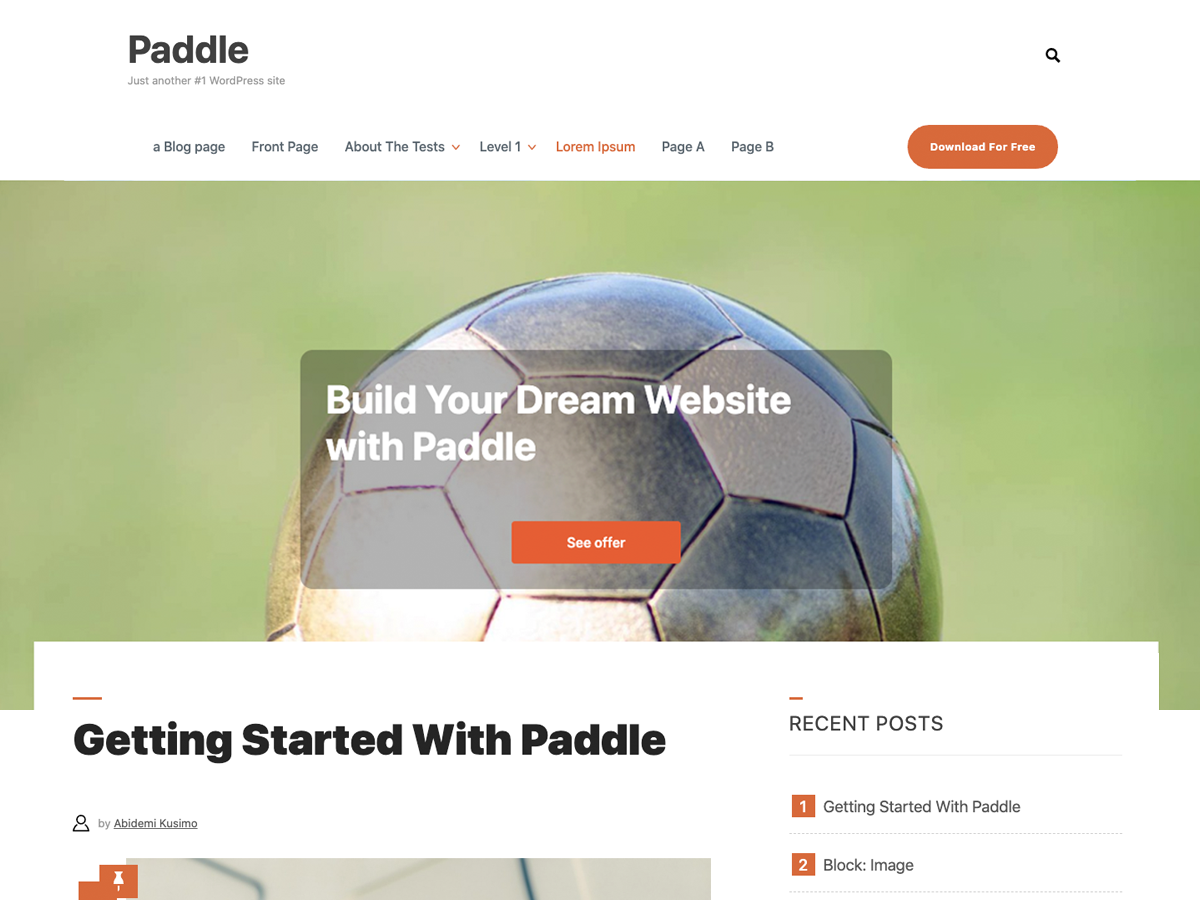 Paddle
Just another #1 WordPress site
a Blog page Front Page About The Tests Level 1 Lorem Ipsum Page A Page B Download For Free
Build Your Dream Website
with Paddle
See offer
Getting Started With Paddle
by Abidemi Kusimo
RECENT POSTS
1 Getting Started With Paddle
2 Block: Image